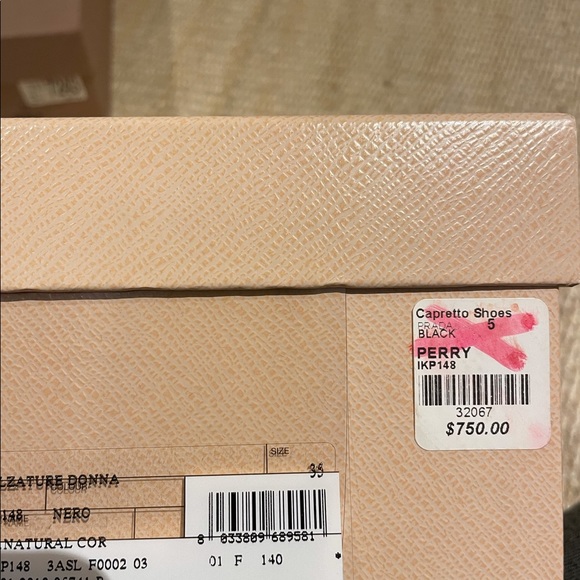 Capretto Shoes
PRADA 5
BLACK
PERRY
IKP148
32067
$750.00
SIZE
35
LZATURE DONNA
COLOUR
148 NERO
NAME
NATURAL COR
8 033809 689581
P148 3ASL F0002 03
01 F 140 *